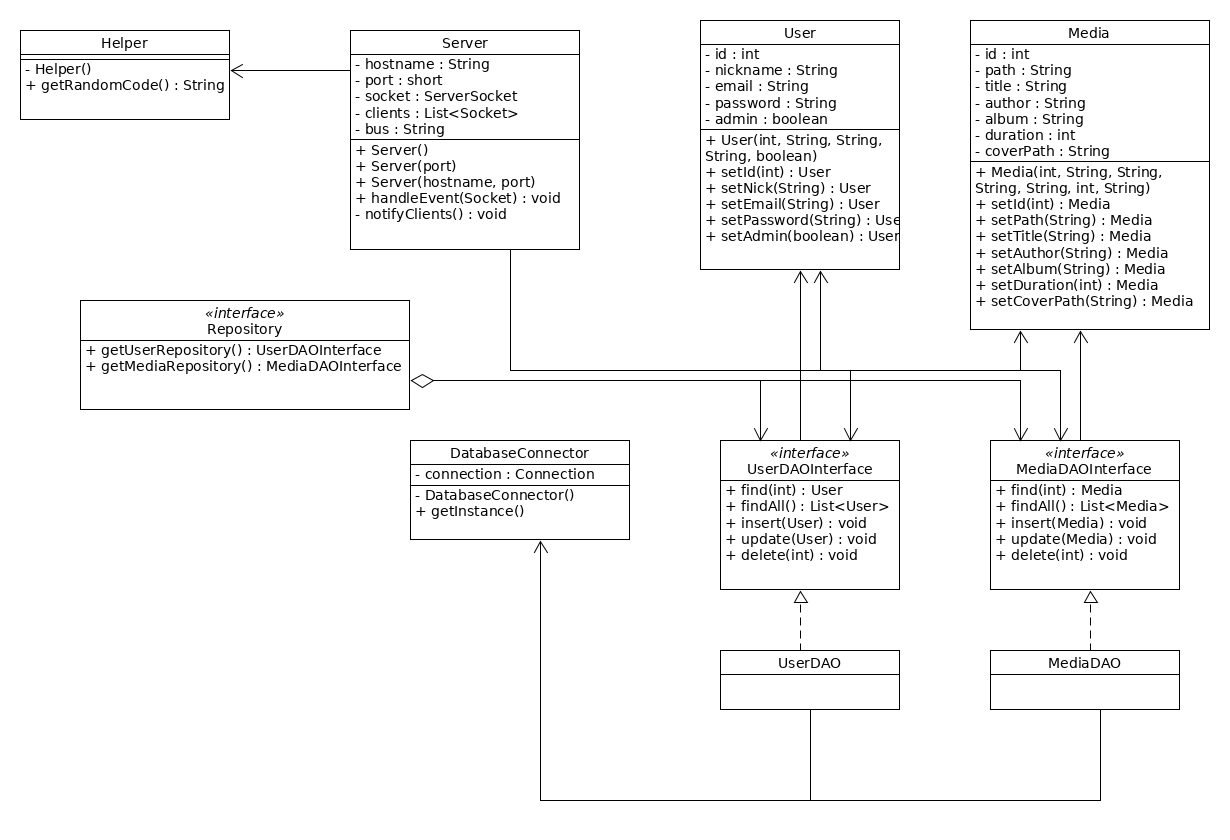 Helper
- Helper()
+ getRandomCode() : String
Server
- hostname : String
- port : short
- socket : ServerSocket
- clients : List<Socket>
- bus : String
+ Server()
+ Server(port)
+ Server(hostname, port)
+ handleEvent(Socket) : void
- notifyClients() : void
User
- id : int
- nickname : String
- email : String
- password : String
- admin : boolean
+ User(int, String, String,
String, boolean)
+ setId(int) : User
+ setNick(String) : User
+ setEmail(String) : User
+ setPassword(String) : Use
+ setAdmin(boolean) : User
Media
- id : int
- path : String
- title : String
- author : String
- album : String
- duration : int
- coverPath : String
+ Media(int, String, String,
String, String, int, String)
+ setId(int) : Media
+ setPath(String) : Media
+ setTitle(String) : Media
+ setAuthor(String) : Media
+ setAlbum(String) : Media
+ setDuration(int) : Media
+ setCoverPath(String) : Media
«interface»
Repository
+ getUserRepository() : UserDAOInterface
+ getMediaRepository() : MediaDAOInterface
DatabaseConnector
- connection : Connection
- DatabaseConnector()
+ getInstance()
«interface»
UserDAOInterface
+ find(int) : User
+ findAll() : List<User>
+ insert(User) : void
+ update(User) : void
+ delete(int) : void
«interface»
MediaDAOInterface
+ find(int) : Media
+ findAll() : List<Media>
+ insert(Media) : void
+ update(Media) : void
+ delete(int) : void
UserDAO
MediaDAO